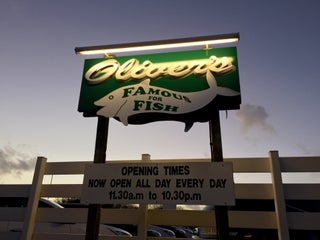 Oliver's
FAMOUS
FOR
FISH
OPENING TIMES
NOW OPEN ALL DAY EVERY DAY
11.30a.m to 10.30p.m